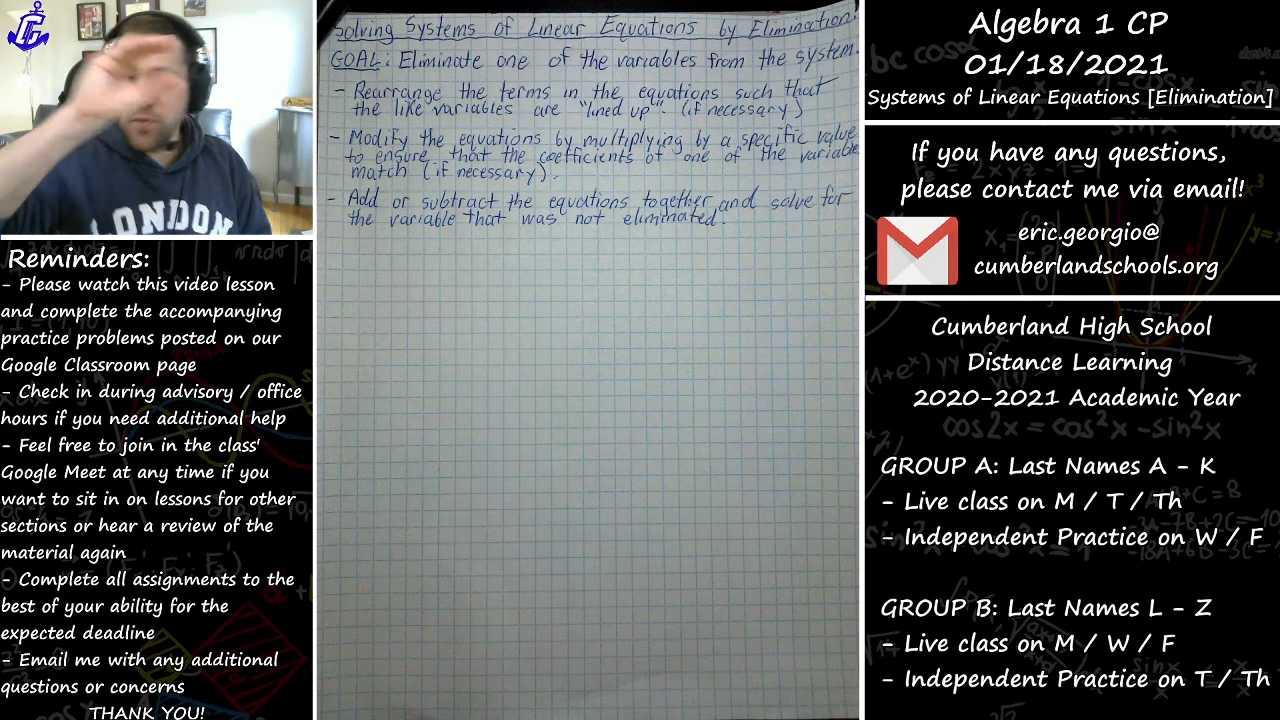 LONDON
Reminders:
- Please watch this video lesson
and complete the accompanying
practice problems posted on our
Google Classroom page
- Check in during advisory / office
hours if you need additional help
- Feel free to join in the class'
Google Meet at any time if you
want to sit in on lessons for other
sections or hear a review of the
material again
- Complete all assignments to the
best of your ability for the
expected deadline
- Email me with any additional
questions or concerns
THANK YOU!
Solving Systems of Linear Equations by Elimination.
GOAL: Eliminate one of the variables from the system.
- Rearrange the terms in the equations such that
the like variables are "lined up". (if necessary)
- Modify the equations by multiplying by a specific value
to ensure that the coefficients of one of the variable
match (if necessary).
- Add or subtract the equations together and solve for
the variable that was not eliminated.
Algebra 1 CP
01/18/2021
Systems of Linear Equations [Elimination]
If you have any questions,
please contact me via email!
eric.georgio@
cumberlandschools.org
Cumberland High School
Distance Learning
2020-2021 Academic Year
cos2x = cos²x -sin²x
GROUP A: Last Names A - K
- Live class on M / T / Th
- Independent Practice on W / F
GROUP B: Last Names L - Z
- Live class on M / W / F
- Independent Practice on T / Th